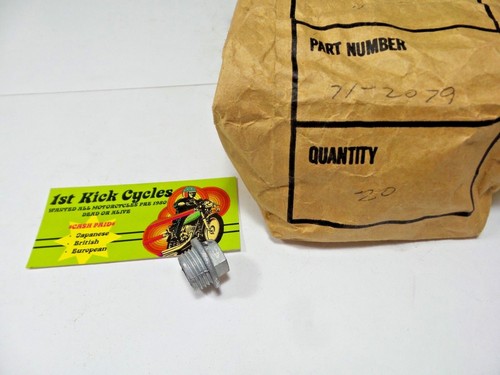 PART NUMBER
71-2079
QUANTITY
20
1st Kick Cycles
WANTED ALL MOTORCYCLES PRE 1980
DEAD OR ALIVE
*CASH PAID*
Japanese
British
European